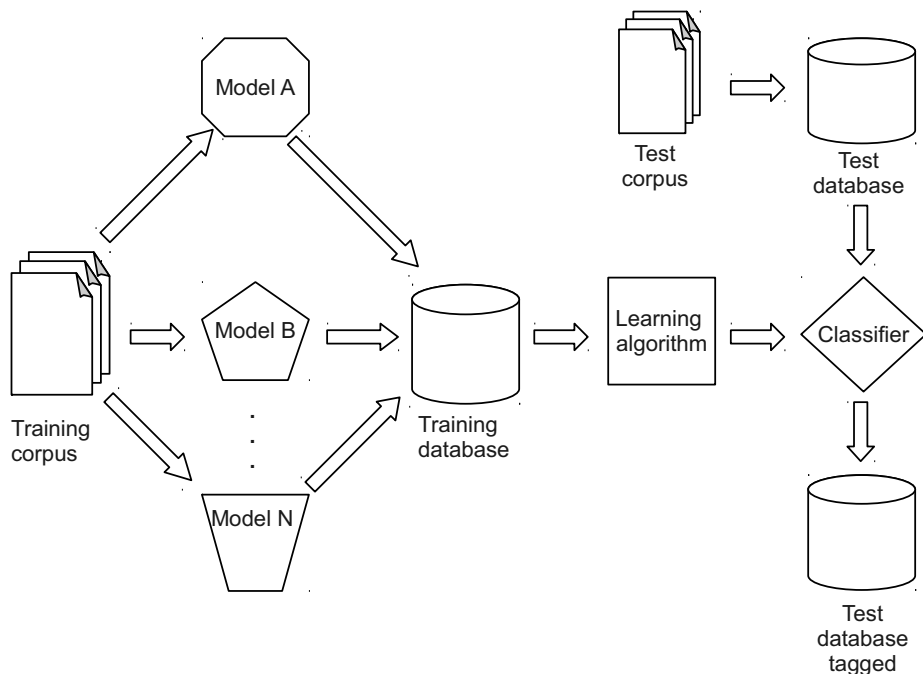 Model A
Test
corpus
Test
database
Training
corpus
Model B
Training
database
Learning
algorithm
Classifier
Model N
Test
database
tagged